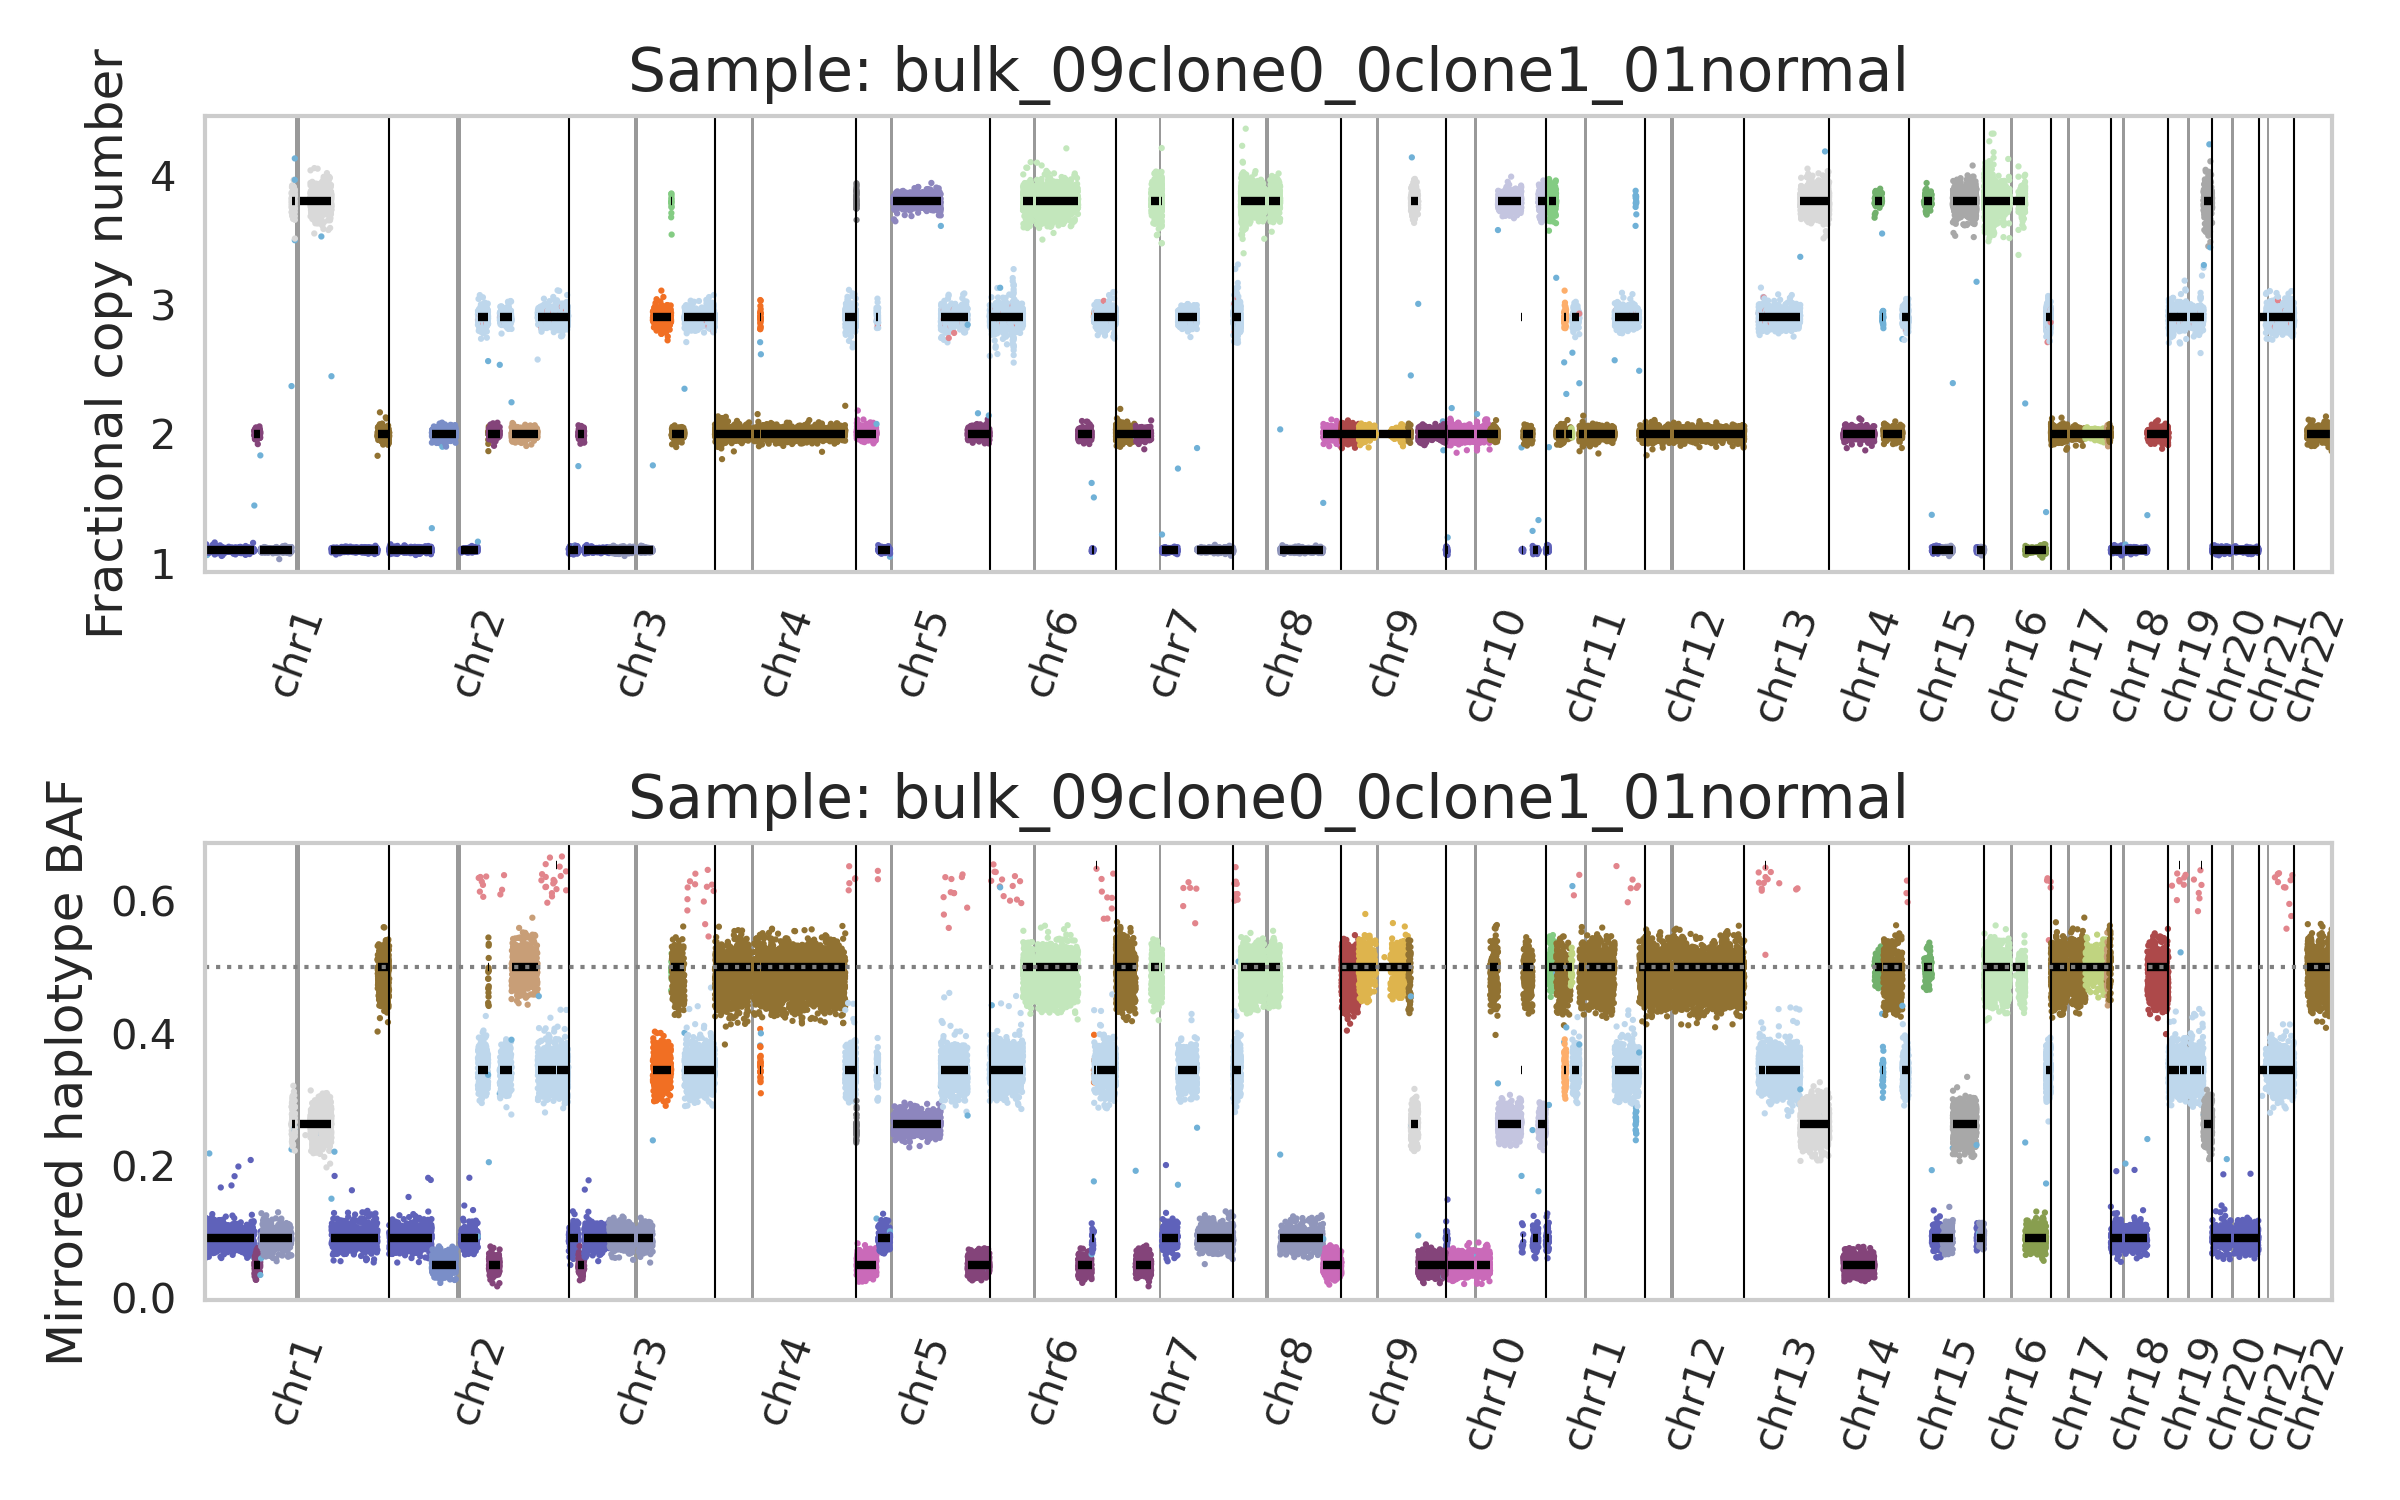 Sample: bulk_09clone0_0clone1_01normal
Fractional copy number
4
3
2
1
chr1
chr2
chr3
chr4
chr5
chr6
chr7
chr8
chr9
chr10
chr11
chr12
chr13
chr14
chr15
chr16
chr17
chr18
chr19
chr20
chr21
chr22
Sample: bulk_09clone0_0clone1_01normal
Mirrored haplotype BAF
0.6
0.4
0.2
0.0
chr1
chr2
chr3
chr4
chr5
chr6
chr7
chr8
chr9
chr10
chr11
chr12
chr13
chr14
chr15
chr16
chr17
chr18
chr19
chr20
chr21
chr22